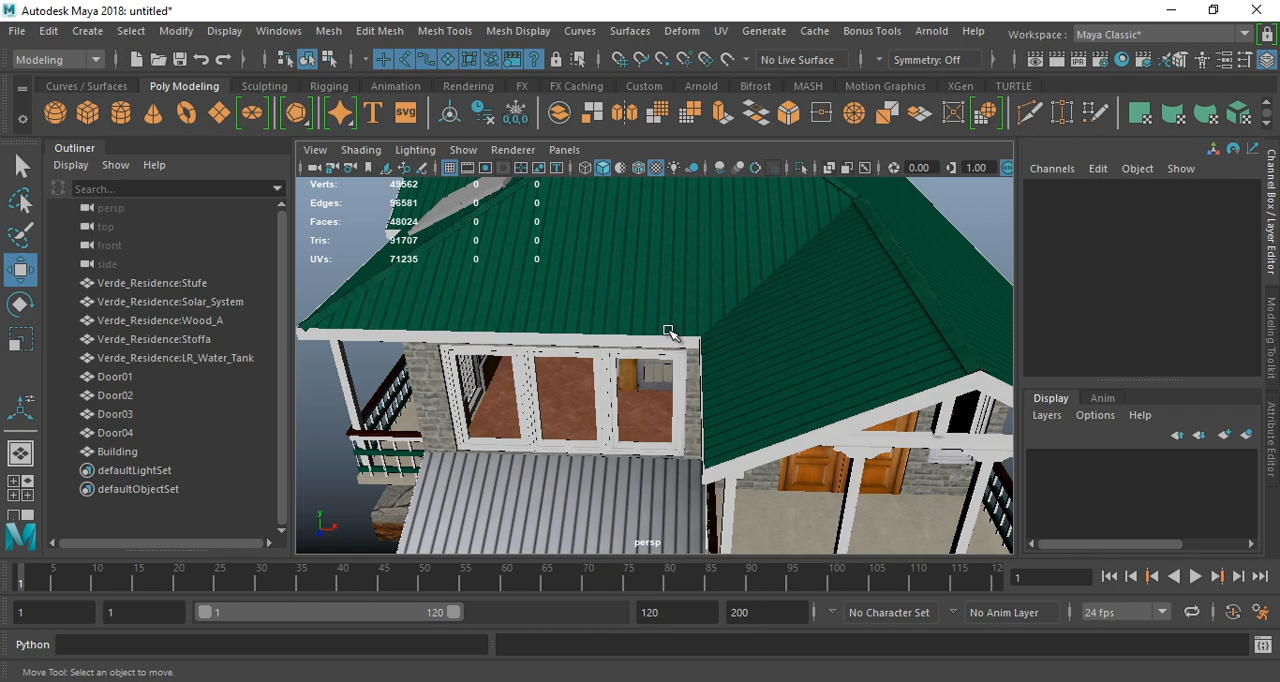 Autodesk Maya 2018: untitled*
File Edit Create Select Modify Display Windows Mesh Edit Mesh Mesh Tools Mesh Display Curves Surfaces Deform UV Generate Cache Bonus Tools Arnold Help Workspace : Maya Classic*
Modeling No Live Surface Symmetry: Off
Curves / Surfaces Poly Modeling Sculpting Rigging Animation Rendering FX FX Caching Custom Arnold Bifrost MASH Motion Graphics XGen TURTLE
Outliner
Display Show Help
Search...
persp
top
front
side
Verde_Residence:Stufe
Verde_Residence:Solar_System
Verde_Residence:Wood_A
Verde_Residence:Stoffa
Verde_Residence:LR_Water_Tank
Door01
Door02
Door03
Door04
Building
defaultLightSet
defaultObjectSet
View Shading Lighting Show Renderer Panels
0.00 1.00
Verts: 49562 0 0
Edges: 96581 0 0
Faces: 48024 0 0
Tris: 91707 0 0
UVs: 71235 0 0
persp
Channels Edit Object Show
Display Anim
Layers Options Help
Channel Box / Layer Editor
Modeling Toolkit
Attribute Editor
1 5 10 15 20 25 30 35 40 45 50 55 60 65 70 75 80 85 90 95 100 105 110 115 12 1
1 1 1 120 120 200 No Character Set No Anim Layer 24 fps
Python
Move Tool: Select an object to move.